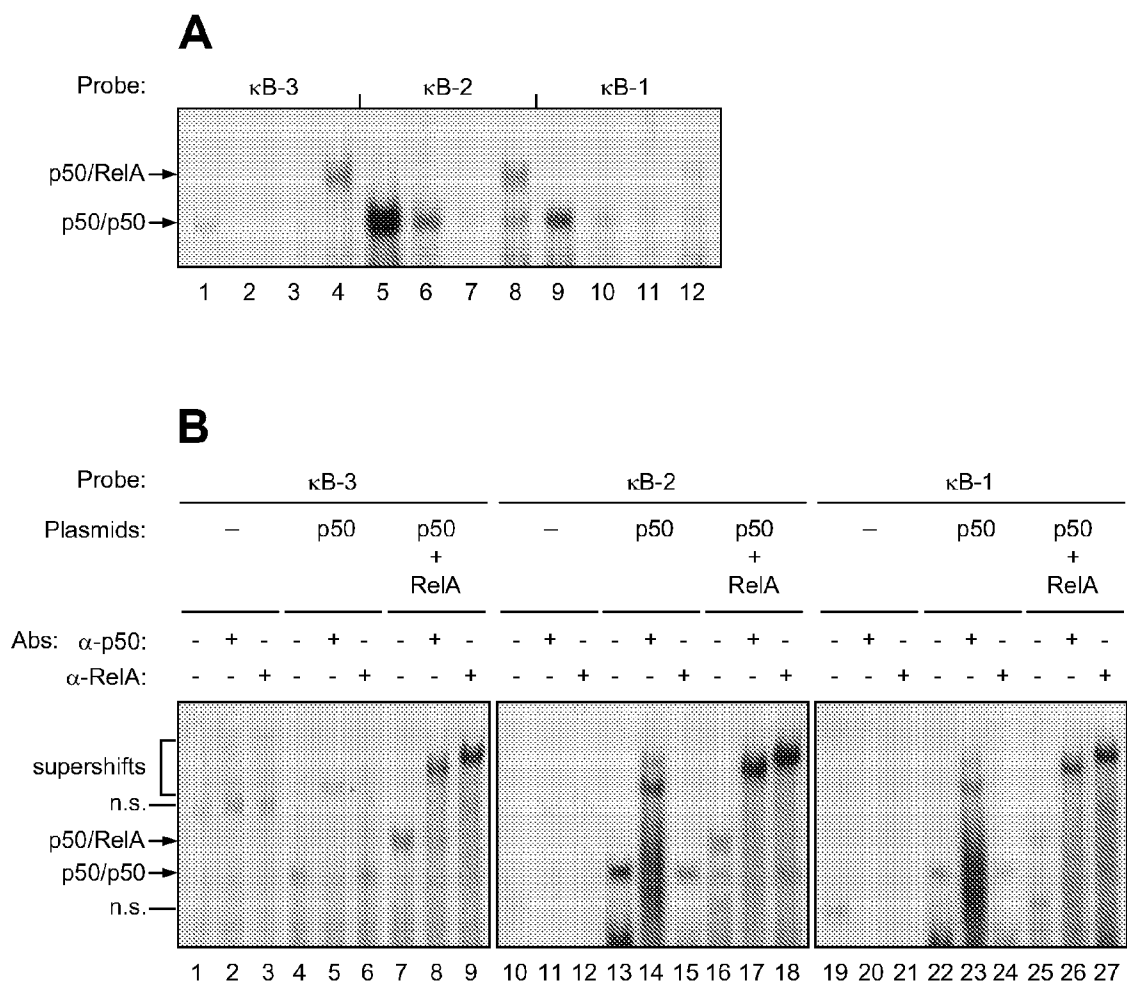 A
Probe: κB-3 κB-2 κB-1
p50/RelA
p50/p50
1 2 3 4 5 6 7 8 9 10 11 12
B
Probe: κB-3 κB-2 κB-1
Plasmids: – p50 p50 – p50 p50 – p50 p50
+ + +
RelA RelA RelA
Abs: α-p50: - + - - + - - + - - + - - + - - + - - + - - + - - + -
α-RelA: - - + - - + - - + - - + - - + - - + - - + - - + - - +
supershifts
n.s.
p50/RelA
p50/p50
n.s.
1 2 3 4 5 6 7 8 9 10 11 12 13 14 15 16 17 18 19 20 21 22 23 24 25 26 27